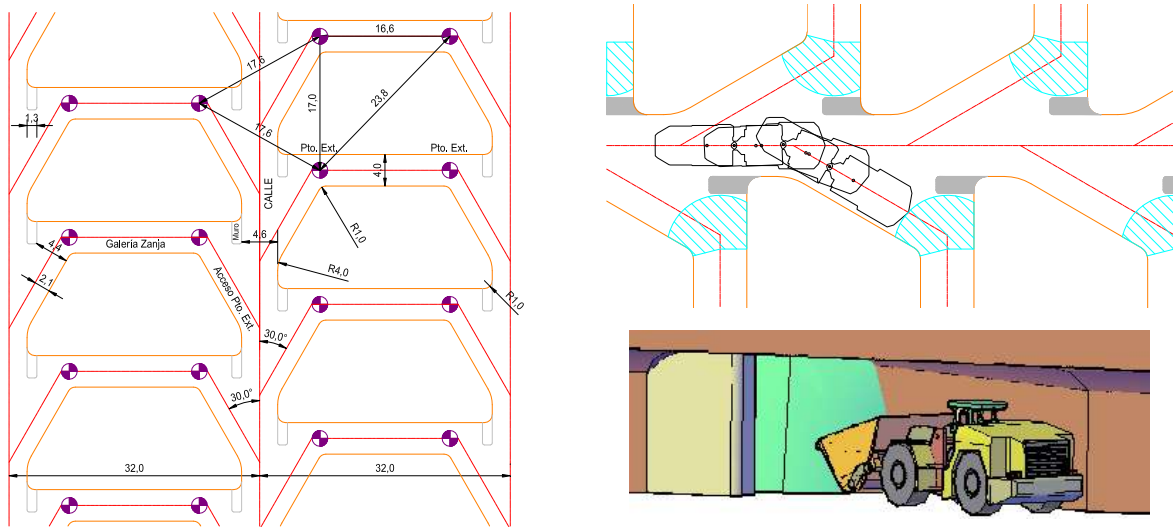 16,6
17,6
17,0
23,8
1,3
17,6
Pto. Ext.
Pto. Ext.
4,0
CALLE
Muro
4,6
Galería Zanja
4,4
R1,0
2,1
Acceso Pto. Ext.
R4,0
R1,0
30,0°
30,0°
32,0
32,0